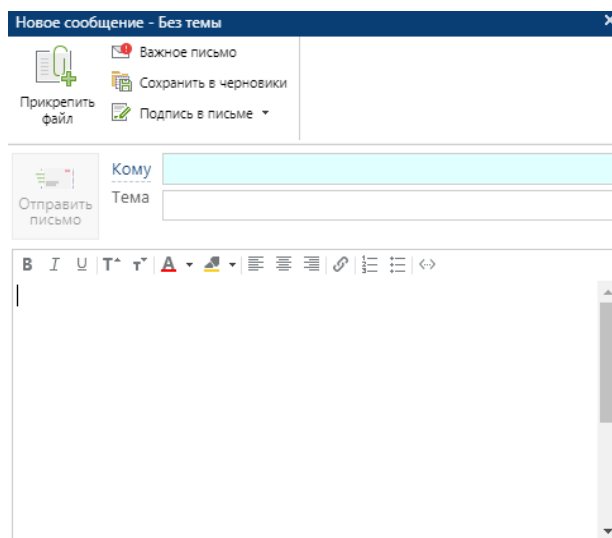 Новое сообщение - Без темы
Прикрепить
файл
Важное письмо
Сохранить в черновики
Подпись в письме
Отправить
письмо
Кому
Тема
B I U T T A